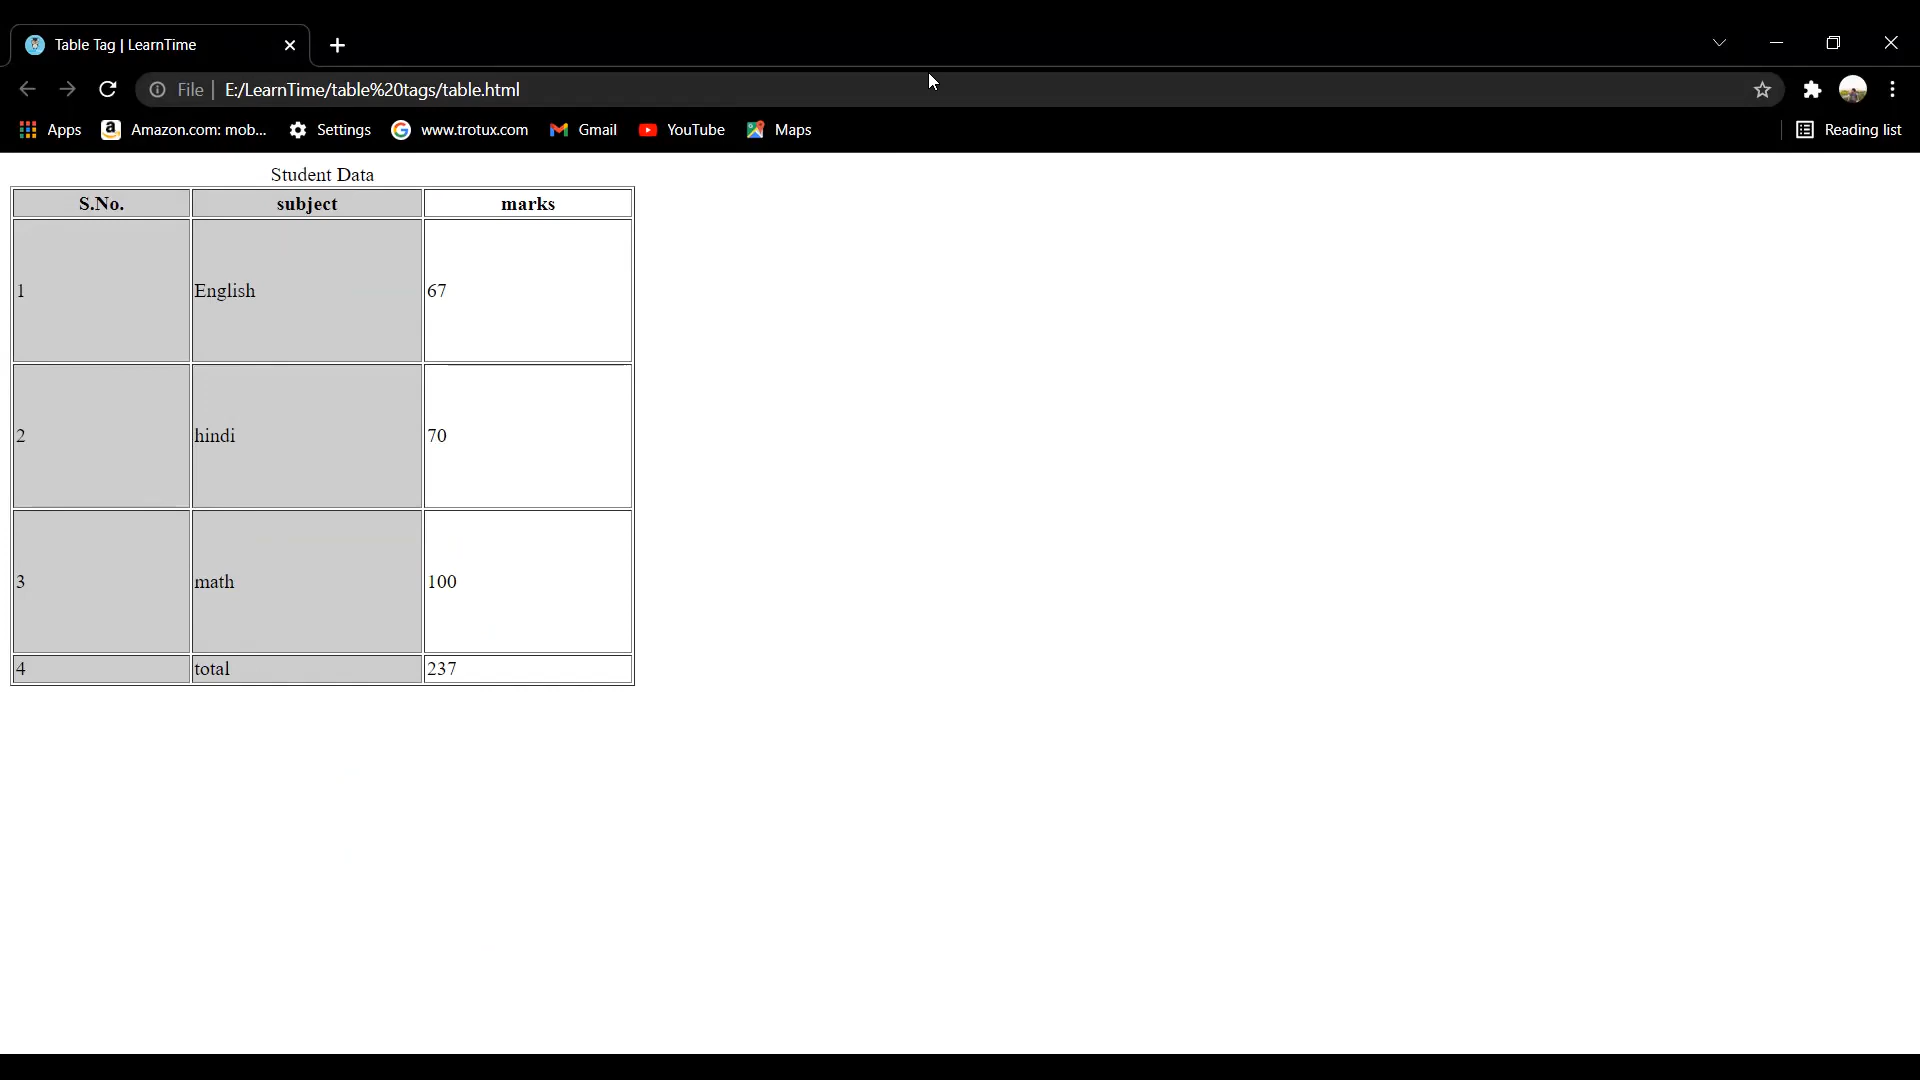 Table Tag | LearnTime
File | E:/LearnTime/table%20tags/table.html
Apps Amazon.com: mob... Settings www.trotux.com Gmail YouTube Maps Reading list
Student Data
S.No. subject marks
1 English 67
2 hindi 70
3 math 100
4 total 237